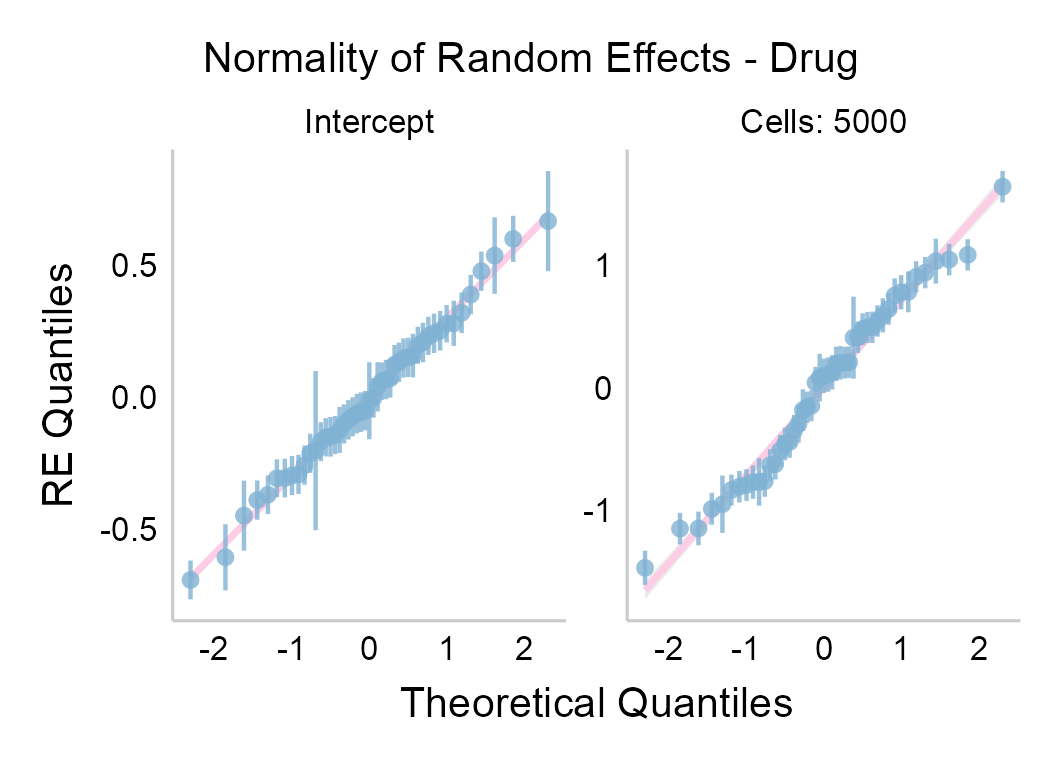 Normality of Random Effects - Drug
Intercept
Cells: 5000
RE Quantiles
0.5
0.0
-0.5
1
0
-1
-2 -1 0 1 2
-2 -1 0 1 2
Theoretical Quantiles